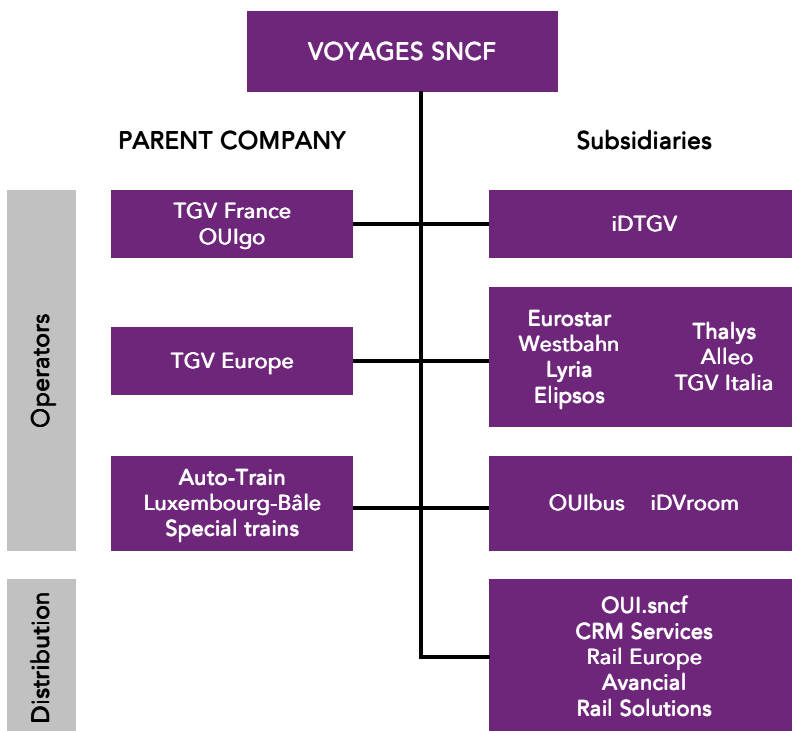 VOYAGES SNCF
PARENT COMPANY
Subsidiaries
Operators
TGV France
OUIgo
iDTGV
TGV Europe
Eurostar
Westbahn
Lyria
Elipsos
Thalys
Alleo
TGV Italia
Auto-Train
Luxembourg-Bâle
Special trains
OUIbus iDVroom
Distribution
OUI.sncf
CRM Services
Rail Europe
Avancial
Rail Solutions